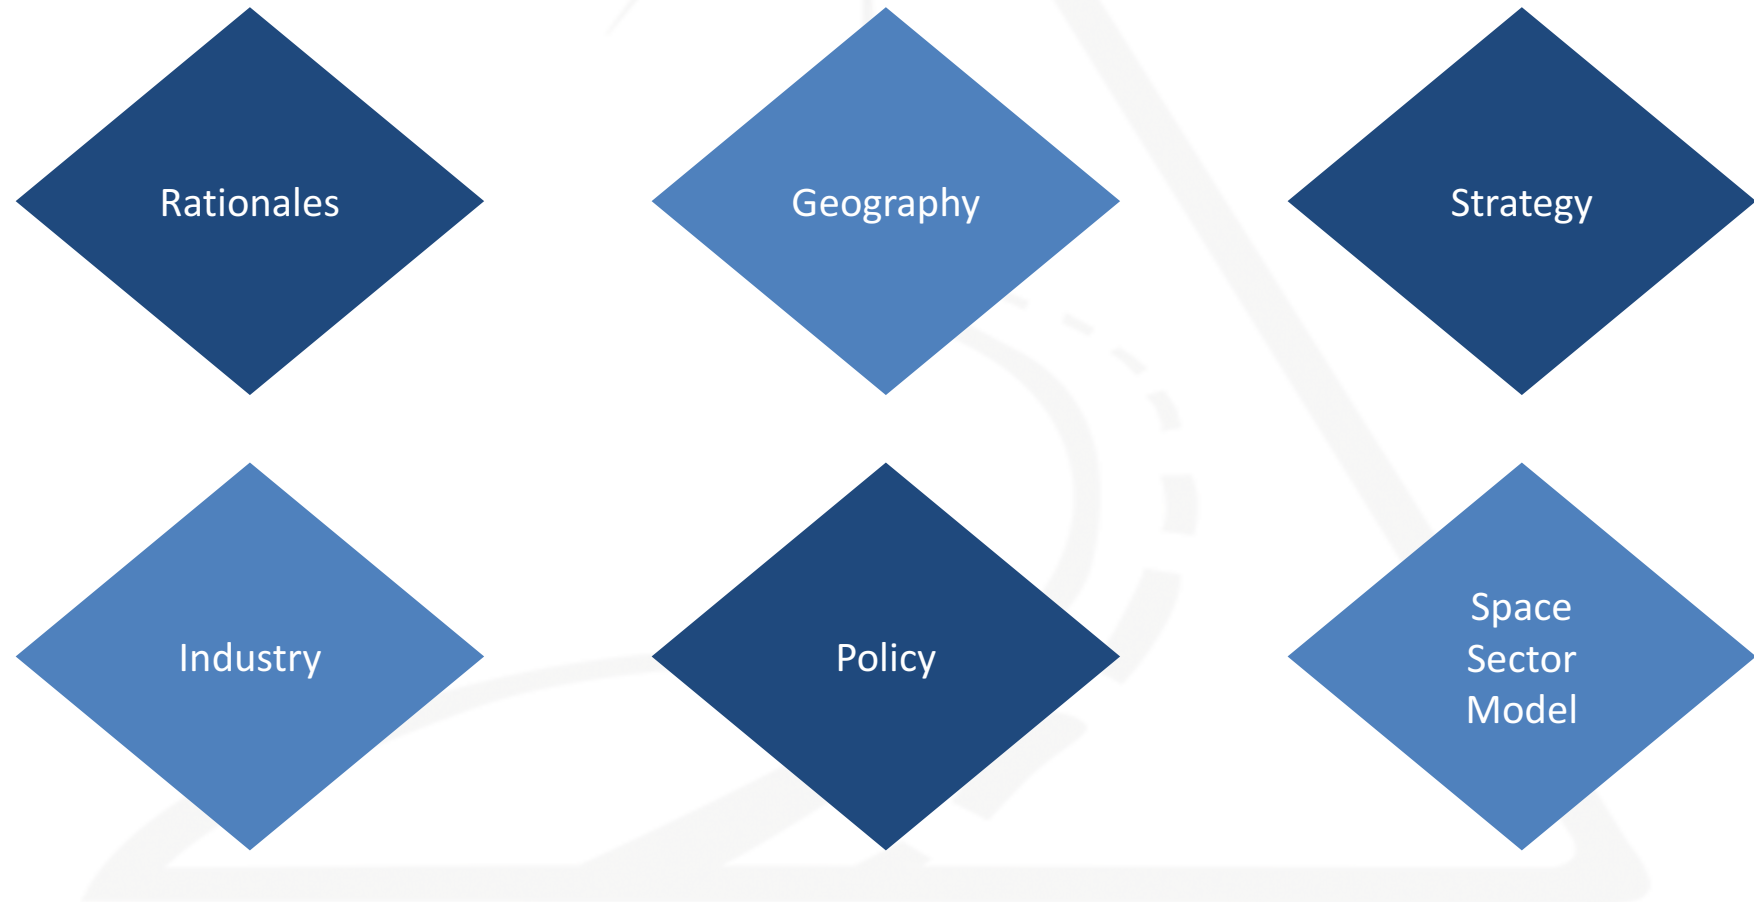 Rationales
Geography
Strategy
Industry
Policy
Space
Sector
Model